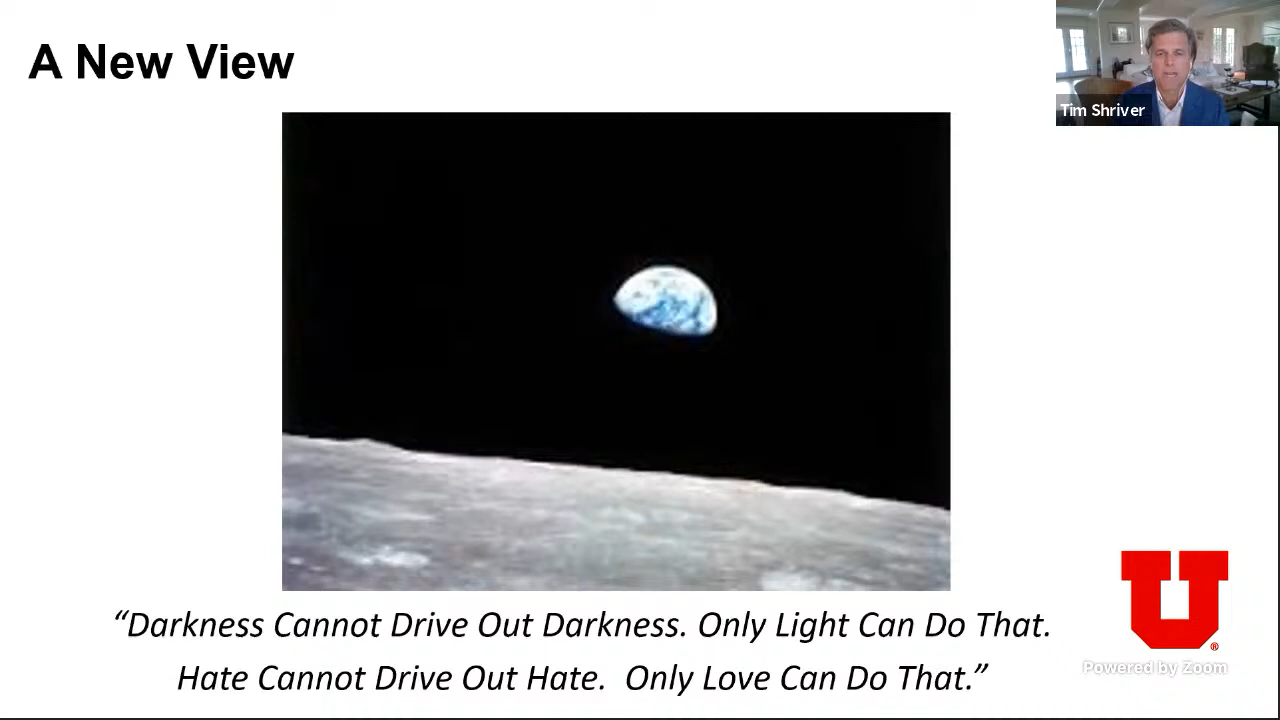 A New View
Tim Shriver
“Darkness Cannot Drive Out Darkness. Only Light Can Do That.
Hate Cannot Drive Out Hate.  Only Love Can Do That.”
U
®
Powered by Zoom